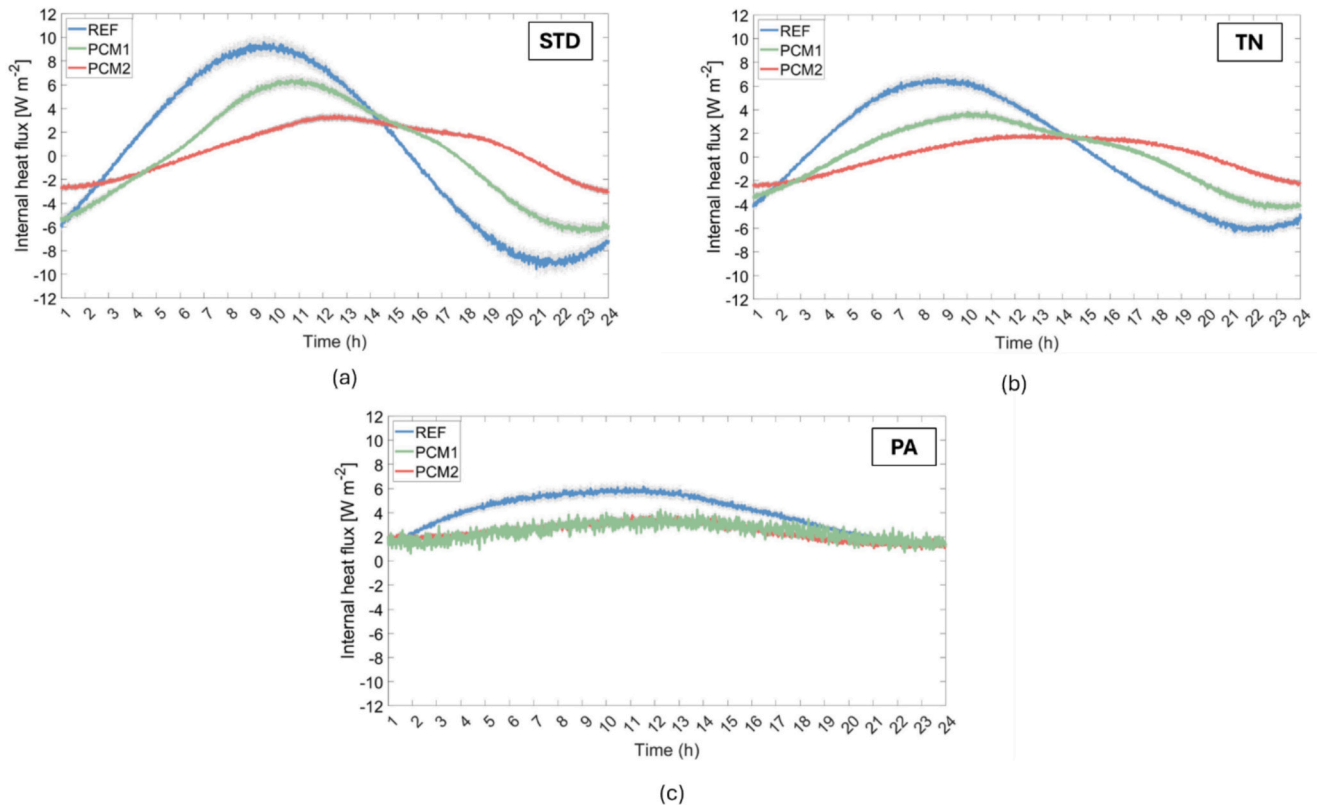 12
10
8
6
4
2
0
-2
-4
-6
-8
-10
-12
Internal heat flux [W m-2]
REF
PCM1
PCM2
STD
1 2 3 4 5 6 7 8 9 10 11 12 13 14 15 16 17 18 19 20 21 22 23 24
Time (h)
(a)
12
10
8
6
4
2
0
-2
-4
-6
-8
-10
-12
Internal heat flux [W m-2]
REF
PCM1
PCM2
TN
1 2 3 4 5 6 7 8 9 10 11 12 13 14 15 16 17 18 19 20 21 22 23 24
Time (h)
(b)
12
10
8
6
4
2
0
-2
-4
-6
-8
-10
-12
Internal heat flux [W m-2]
REF
PCM1
PCM2
PA
1 2 3 4 5 6 7 8 9 10 11 12 13 14 15 16 17 18 19 20 21 22 23 24
Time (h)
(c)